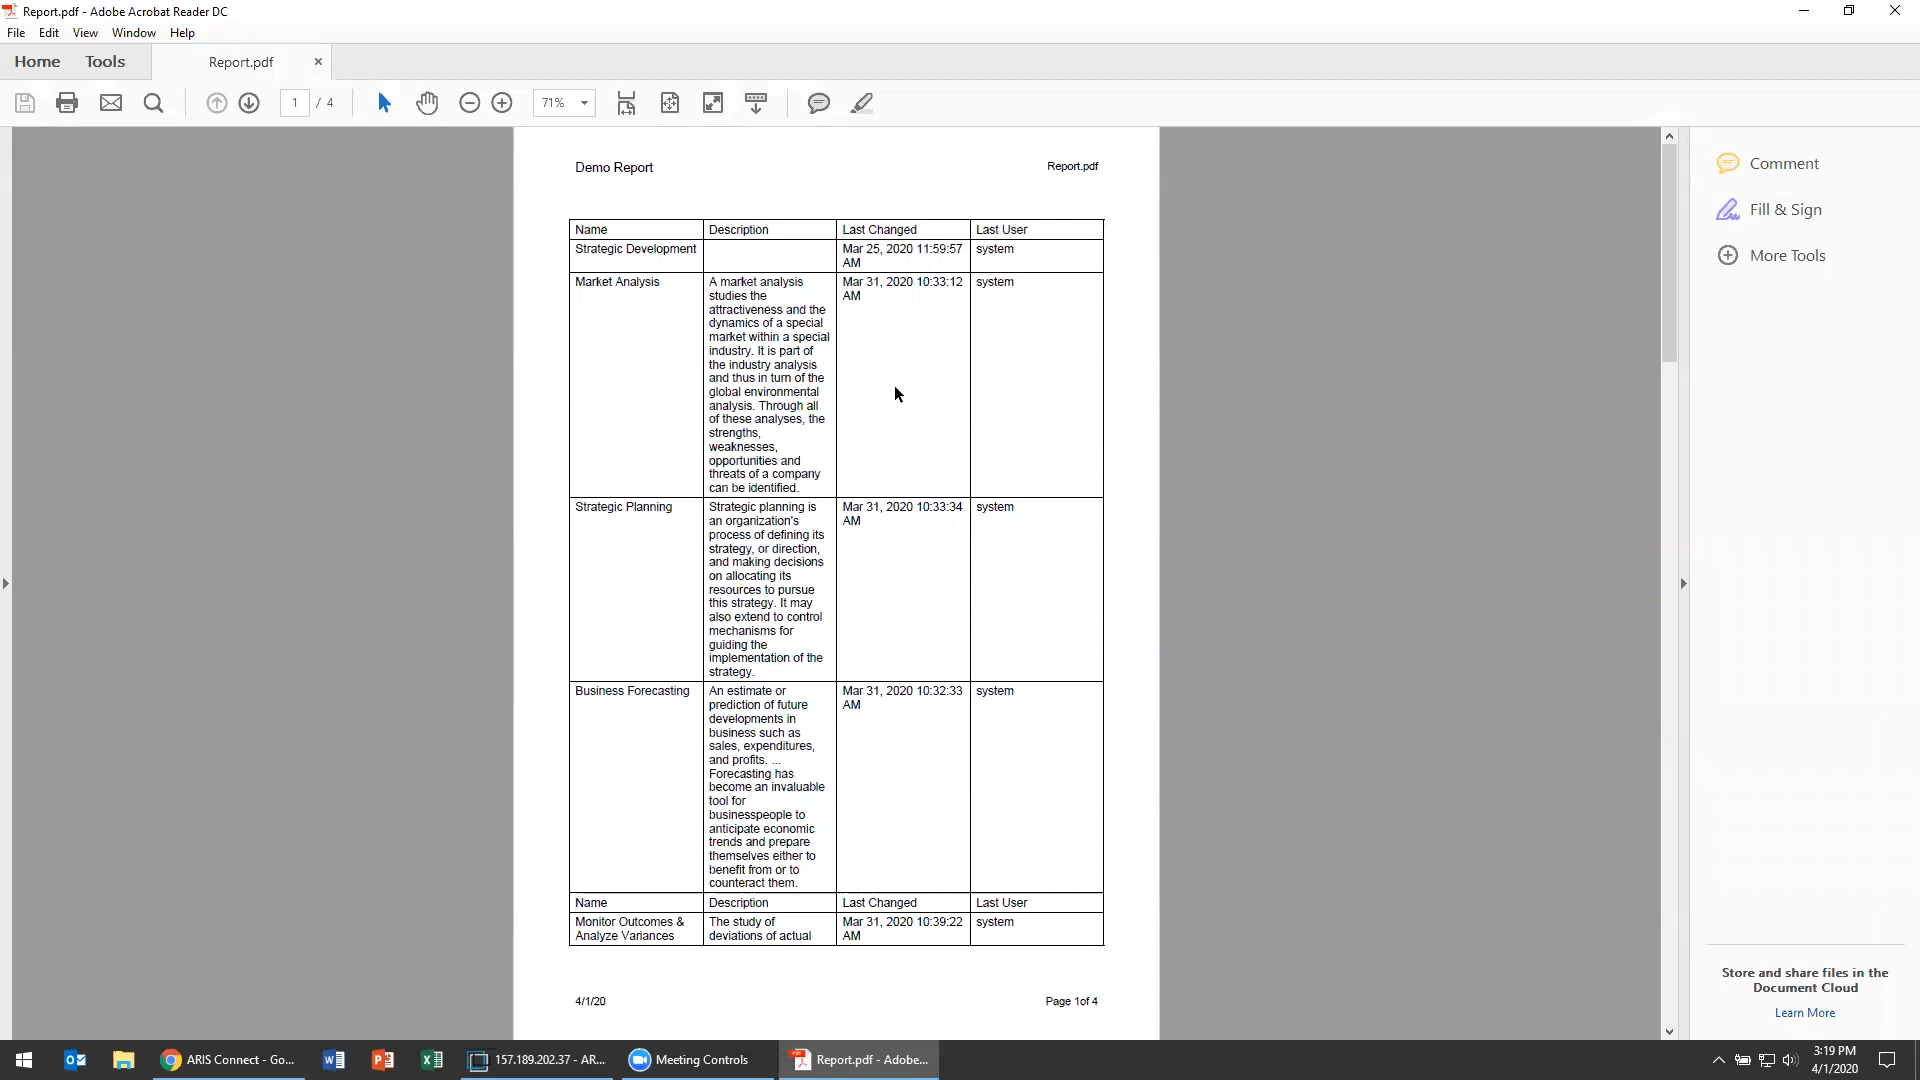 Report.pdf - Adobe Acrobat Reader DC
File Edit View Window Help
Home Tools Report.pdf
1 / 4 71%
Demo Report Report.pdf
Name Description Last Changed Last User
Strategic Development Mar 25, 2020 11:59:57 system
AM
Market Analysis A market analysis Mar 31, 2020 10:33:12 system
studies the AM
attractiveness and the
dynamics of a special
market within a special
industry. It is part of
the industry analysis
and thus in turn of the
global environmental
analysis. Through all
of these analyses, the
strengths,
weaknesses,
opportunities and
threats of a company
can be identified.
Strategic Planning Strategic planning is Mar 31, 2020 10:33:34 system
an organization's AM
process of defining its
strategy, or direction,
and making decisions
on allocating its
resources to pursue
this strategy. It may
also extend to control
mechanisms for
guiding the
implementation of the
strategy.
Business Forecasting An estimate or Mar 31, 2020 10:32:33 system
prediction of future AM
developments in
business such as
sales, expenditures,
and profits. ...
Forecasting has
become an invaluable
tool for
businesspeople to
anticipate economic
trends and prepare
themselves either to
benefit from or to
counteract them.
Name Description Last Changed Last User
Monitor Outcomes & The study of Mar 31, 2020 10:39:22 system
Analyze Variances deviations of actual AM
4/1/20 Page 1of 4
Comment
Fill & Sign
More Tools
Store and share files in the
Document Cloud
Learn More
ARIS Connect - Go... 157.189.202.37 - AR... Meeting Controls Report.pdf - Adobe... 3:19 PM
4/1/2020